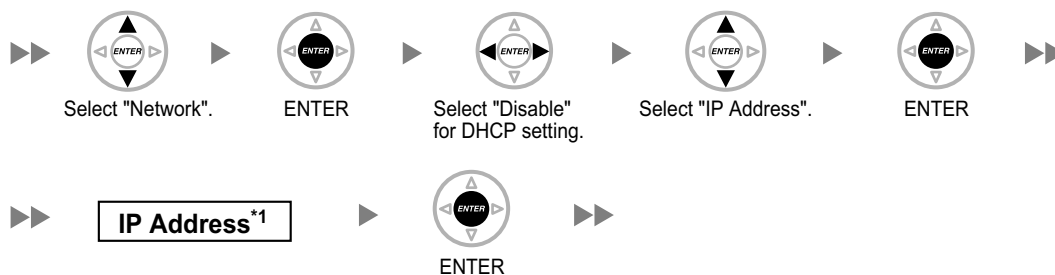 ENTER
ENTER
ENTER
ENTER
ENTER
Select "Network".
ENTER
Select "Disable"
for DHCP setting.
Select "IP Address".
ENTER
IP Address*1
ENTER
ENTER